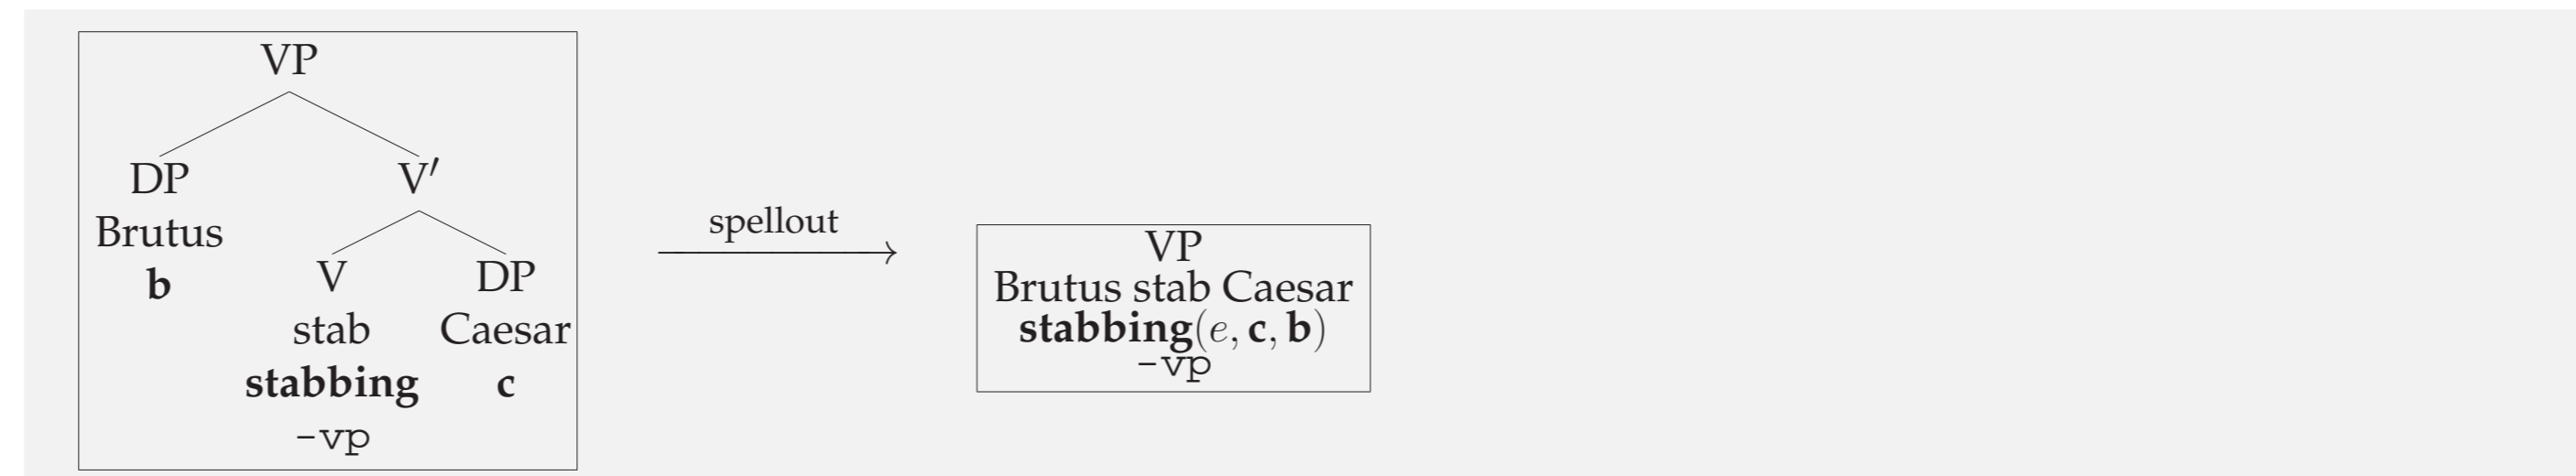 VP
DP V′
Brutus
b
V DP
stab Caesar
stabbing c
-vp
spellout
VP
Brutus stab Caesar
stabbing(e, c, b)
-vp